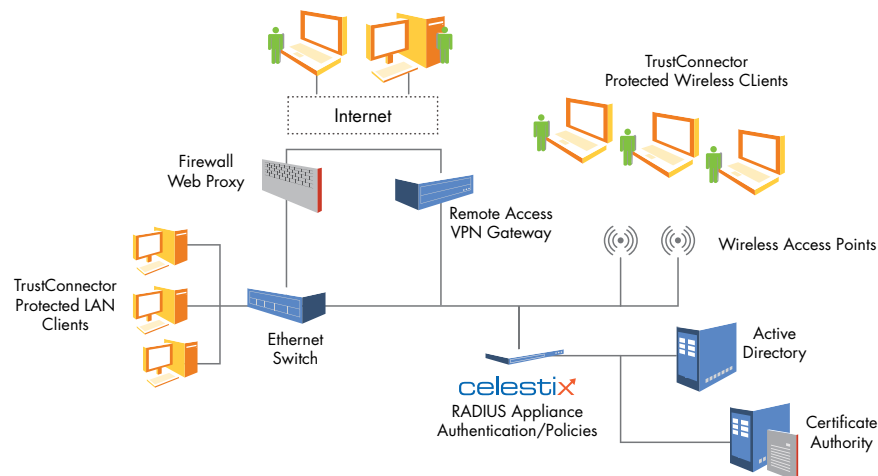 Internet
TrustConnector
Protected Wireless CLients
Firewall
Web Proxy
Remote Access
VPN Gateway
Wireless Access Points
TrustConnector
Protected LAN
Clients
Ethernet
Switch
Active
Directory
celestix
RADIUS Appliance
Authentication/Policies
Certificate
Authority